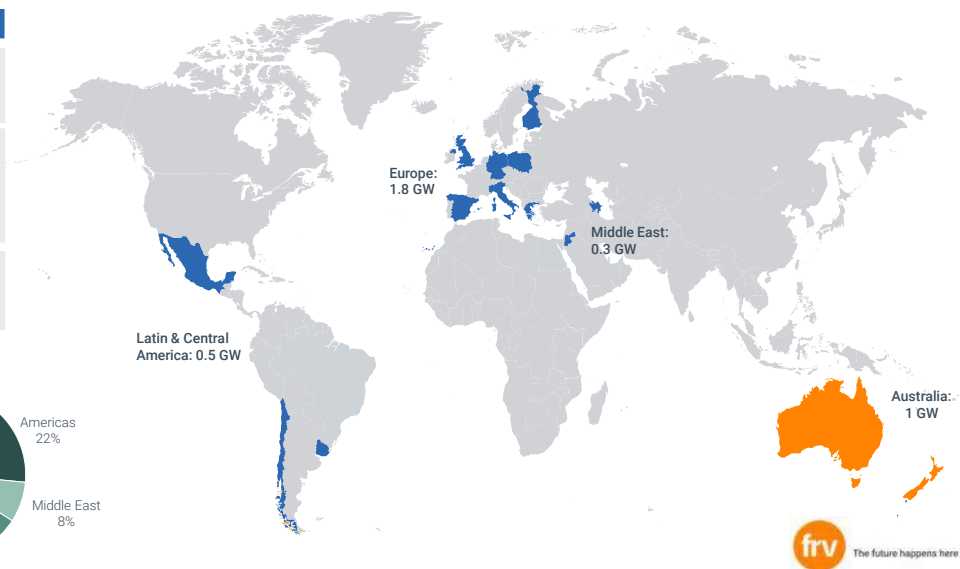 Europe:
1.8 GW
Middle East:
0.3 GW
Latin & Central
America: 0.5 GW
Australia:
1 GW
Americas
22%
Middle East
8%
frv
The future happens here